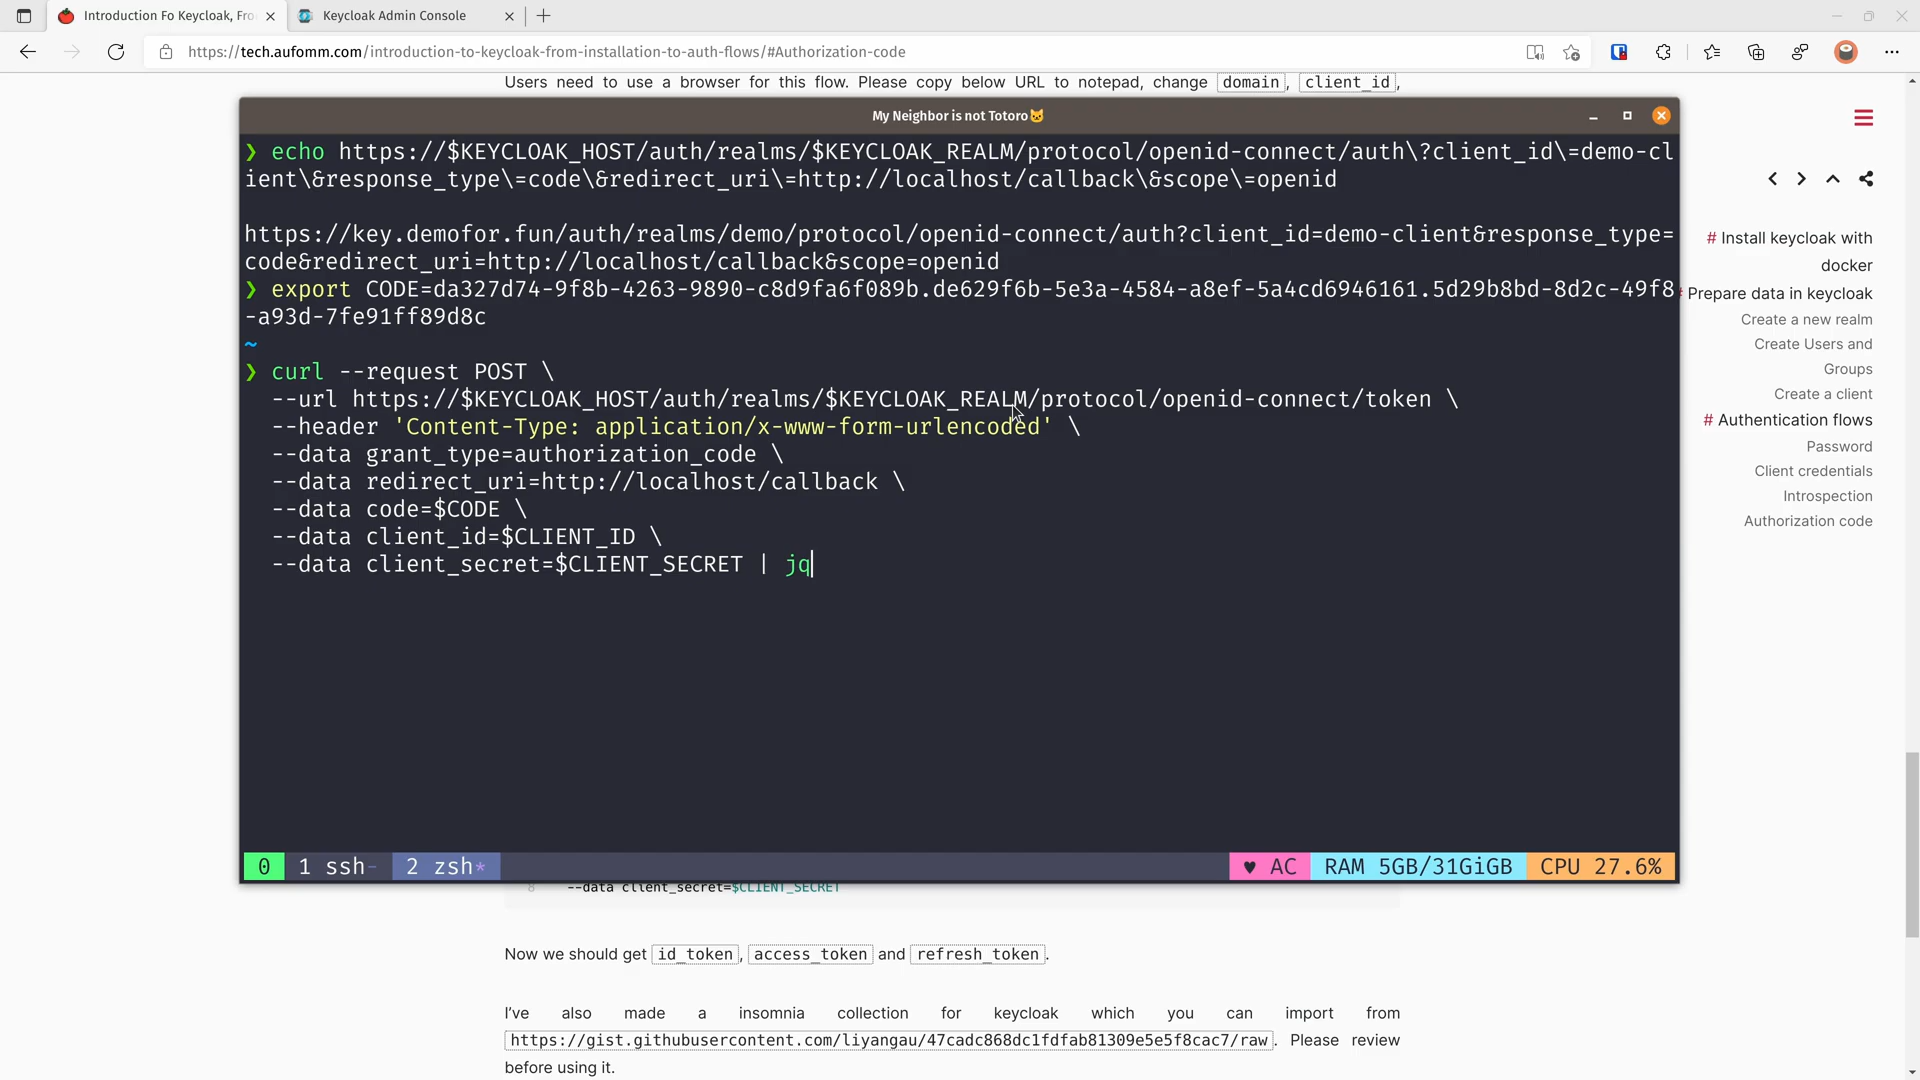 Introduction Fo Keycloak, Fro
Keycloak Admin Console
https://tech.aufomm.com/introduction-to-keycloak-from-installation-to-auth-flows/#Authorization-code
Users need to use a browser for this flow. Please copy below URL to notepad, change domain, client_id,
My Neighbor is not Totoro🐱
❯ echo https://$KEYCLOAK_HOST/auth/realms/$KEYCLOAK_REALM/protocol/openid-connect/auth\?client_id\=demo-cl
ient\&response_type\=code\&redirect_uri\=http://localhost/callback\&scope\=openid
https://key.demofor.fun/auth/realms/demo/protocol/openid-connect/auth?client_id=demo-client&response_type=
code&redirect_uri=http://localhost/callback&scope=openid
❯ export CODE=da327d74-9f8b-4263-9890-c8d9fa6f089b.de629f6b-5e3a-4584-a8ef-5a4cd6946161.5d29b8bd-8d2c-49f8
-a93d-7fe91ff89d8c
~
❯ curl --request POST \
--url https://$KEYCLOAK_HOST/auth/realms/$KEYCLOAK_REALM/protocol/openid-connect/token \
--header 'Content-Type: application/x-www-form-urlencoded' \
--data grant_type=authorization_code \
--data redirect_uri=http://localhost/callback \
--data code=$CODE \
--data client_id=$CLIENT_ID \
--data client_secret=$CLIENT_SECRET | jq
0 1 ssh- 2 zsh* ♥ AC RAM 5GB/31GiGB CPU 27.6%
# Install keycloak with
docker
# Prepare data in keycloak
Create a new realm
Create Users and
Groups
Create a client
# Authentication flows
Password
Client credentials
Introspection
Authorization code
8 --data client_secret=$CLIENT_SECRET
Now we should get id_token, access_token and refresh_token.
I've also made a insomnia collection for keycloak which you can import from
https://gist.githubusercontent.com/liyangau/47cadc868dc1fdfab81309e5e5f8cac7/raw. Please review
before using it.